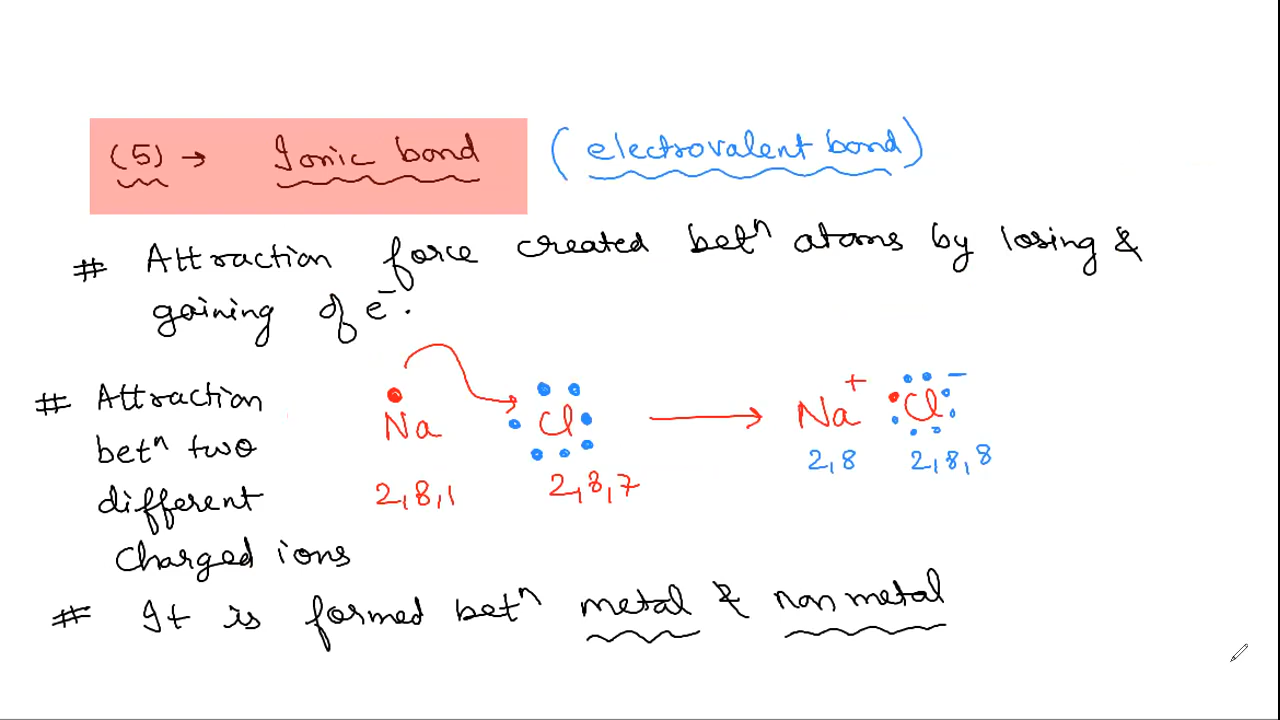 (5) → Ionic bond (electrovalent bond)
# Attraction force created betⁿ atoms by losing &
gaining of e⁻.
# Attraction
betⁿ two
different
charged ions
Na Cl → Na⁺ Cl⁻
2,8,1 2,8,7 2,8 2,8,8
# It is formed betⁿ metal & non metal